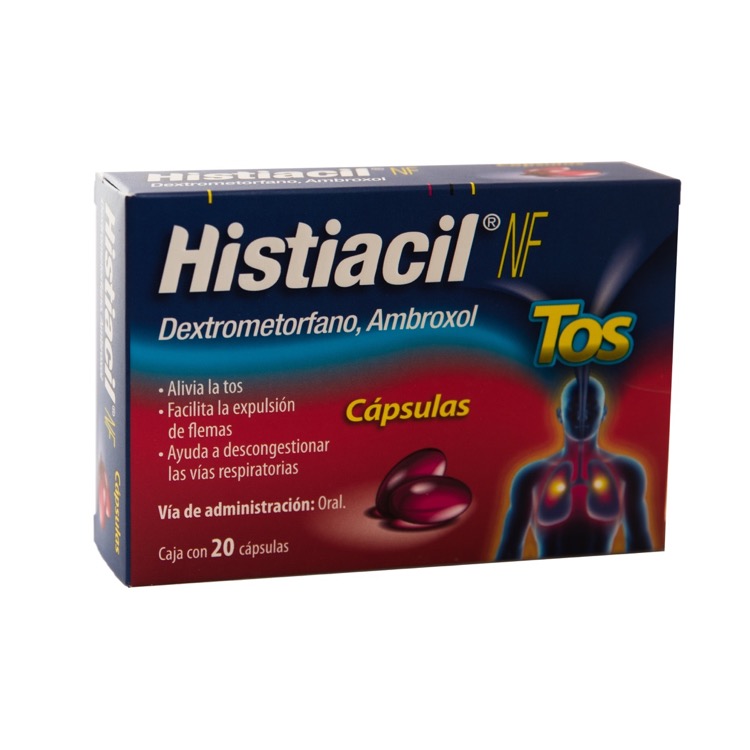 Histiacil® NF
Dextrometorfano, Ambroxol
Cápsulas
Histiacil® NF
Cápsulas
Histiacil® NF
Dextrometorfano, Ambroxol
Tos
• Alivia la tos
• Facilita la expulsión
de flemas
• Ayuda a descongestionar
las vías respiratorias
Cápsulas
Vía de administración: Oral.
Caja con 20 cápsulas